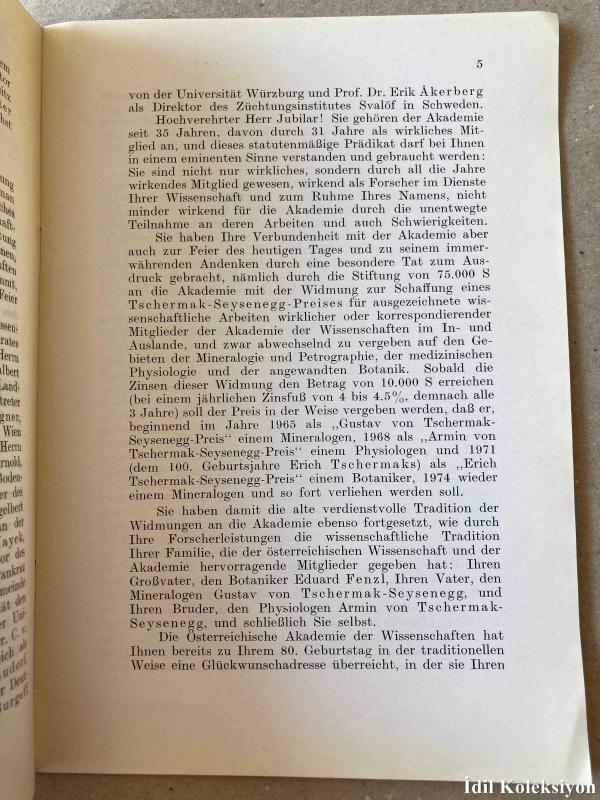 5
von der Universität Würzburg und Prof. Dr. Erik Åkerberg
als Direktor des Züchtungsinstitutes Svalöf in Schweden.
Hochverehrter Herr Jubilar! Sie gehören der Akademie
seit 35 Jahren, davon durch 31 Jahre als wirkliches Mit-
glied an, und dieses statutenmäßige Prädikat darf bei Ihnen
in einem eminenten Sinne verstanden und gebraucht werden:
Sie sind nicht nur wirkliches, sondern durch all die Jahre
wirkendes Mitglied gewesen, wirkend als Forscher im Dienste
Ihrer Wissenschaft und zum Ruhme Ihres Namens, nicht
minder wirkend für die Akademie durch die unentwegte
Teilnahme an deren Arbeiten und auch Schwierigkeiten.
Sie haben Ihre Verbundenheit mit der Akademie aber
auch zur Feier des heutigen Tages und zu seinem immer-
währenden Andenken durch eine besondere Tat zum Aus-
druck gebracht, nämlich durch die Stiftung von 75.000 S
an die Akademie mit der Widmung zur Schaffung eines
Tschermak-Seysenegg-Preises für ausgezeichnete wis-
senschaftliche Arbeiten wirklicher oder korrespondierender
Mitglieder der Akademie der Wissenschaften im In- und
Auslande, und zwar abwechselnd zu vergeben auf den Ge-
bieten der Mineralogie und Petrographie, der medizinischen
Physiologie und der angewandten Botanik. Sobald die
Zinsen dieser Widmung den Betrag von 10.000 S erreichen
(bei einem jährlichen Zinsfuß von 4 bis 4.5%, demnach alle
3 Jahre) soll der Preis in der Weise vergeben werden, daß er,
beginnend im Jahre 1965 als ,,Gustav von Tschermak-
Seysenegg-Preis“ einem Mineralogen, 1968 als ,,Armin von
Tschermak-Seysenegg-Preis“ einem Physiologen und 1971
(dem 100. Geburtsjahre Erich Tschermaks) als ,,Erich
Tschermak-Seysenegg-Preis“ einem Botaniker, 1974 wieder
einem Mineralogen und so fort verliehen werden soll.
Sie haben damit die alte verdienstvolle Tradition der
Widmungen an die Akademie ebenso fortgesetzt, wie durch
Ihre Forscherleistungen die wissenschaftliche Tradition
Ihrer Familie, die der österreichischen Wissenschaft und der
Akademie hervorragende Mitglieder gegeben hat: Ihren
Großvater, den Botaniker Eduard Fenzl, Ihren Vater, den
Mineralogen Gustav von Tschermak-Seysenegg, und
Ihren Bruder, den Physiologen Armin von Tschermak-
Seysenegg, und schließlich Sie selbst.
Die Österreichische Akademie der Wissenschaften hat
Ihnen bereits zu Ihrem 80. Geburtstag in der traditionellen
Weise eine Glückwunschadresse überreicht, in der sie Ihren
İdil Koleksiyon